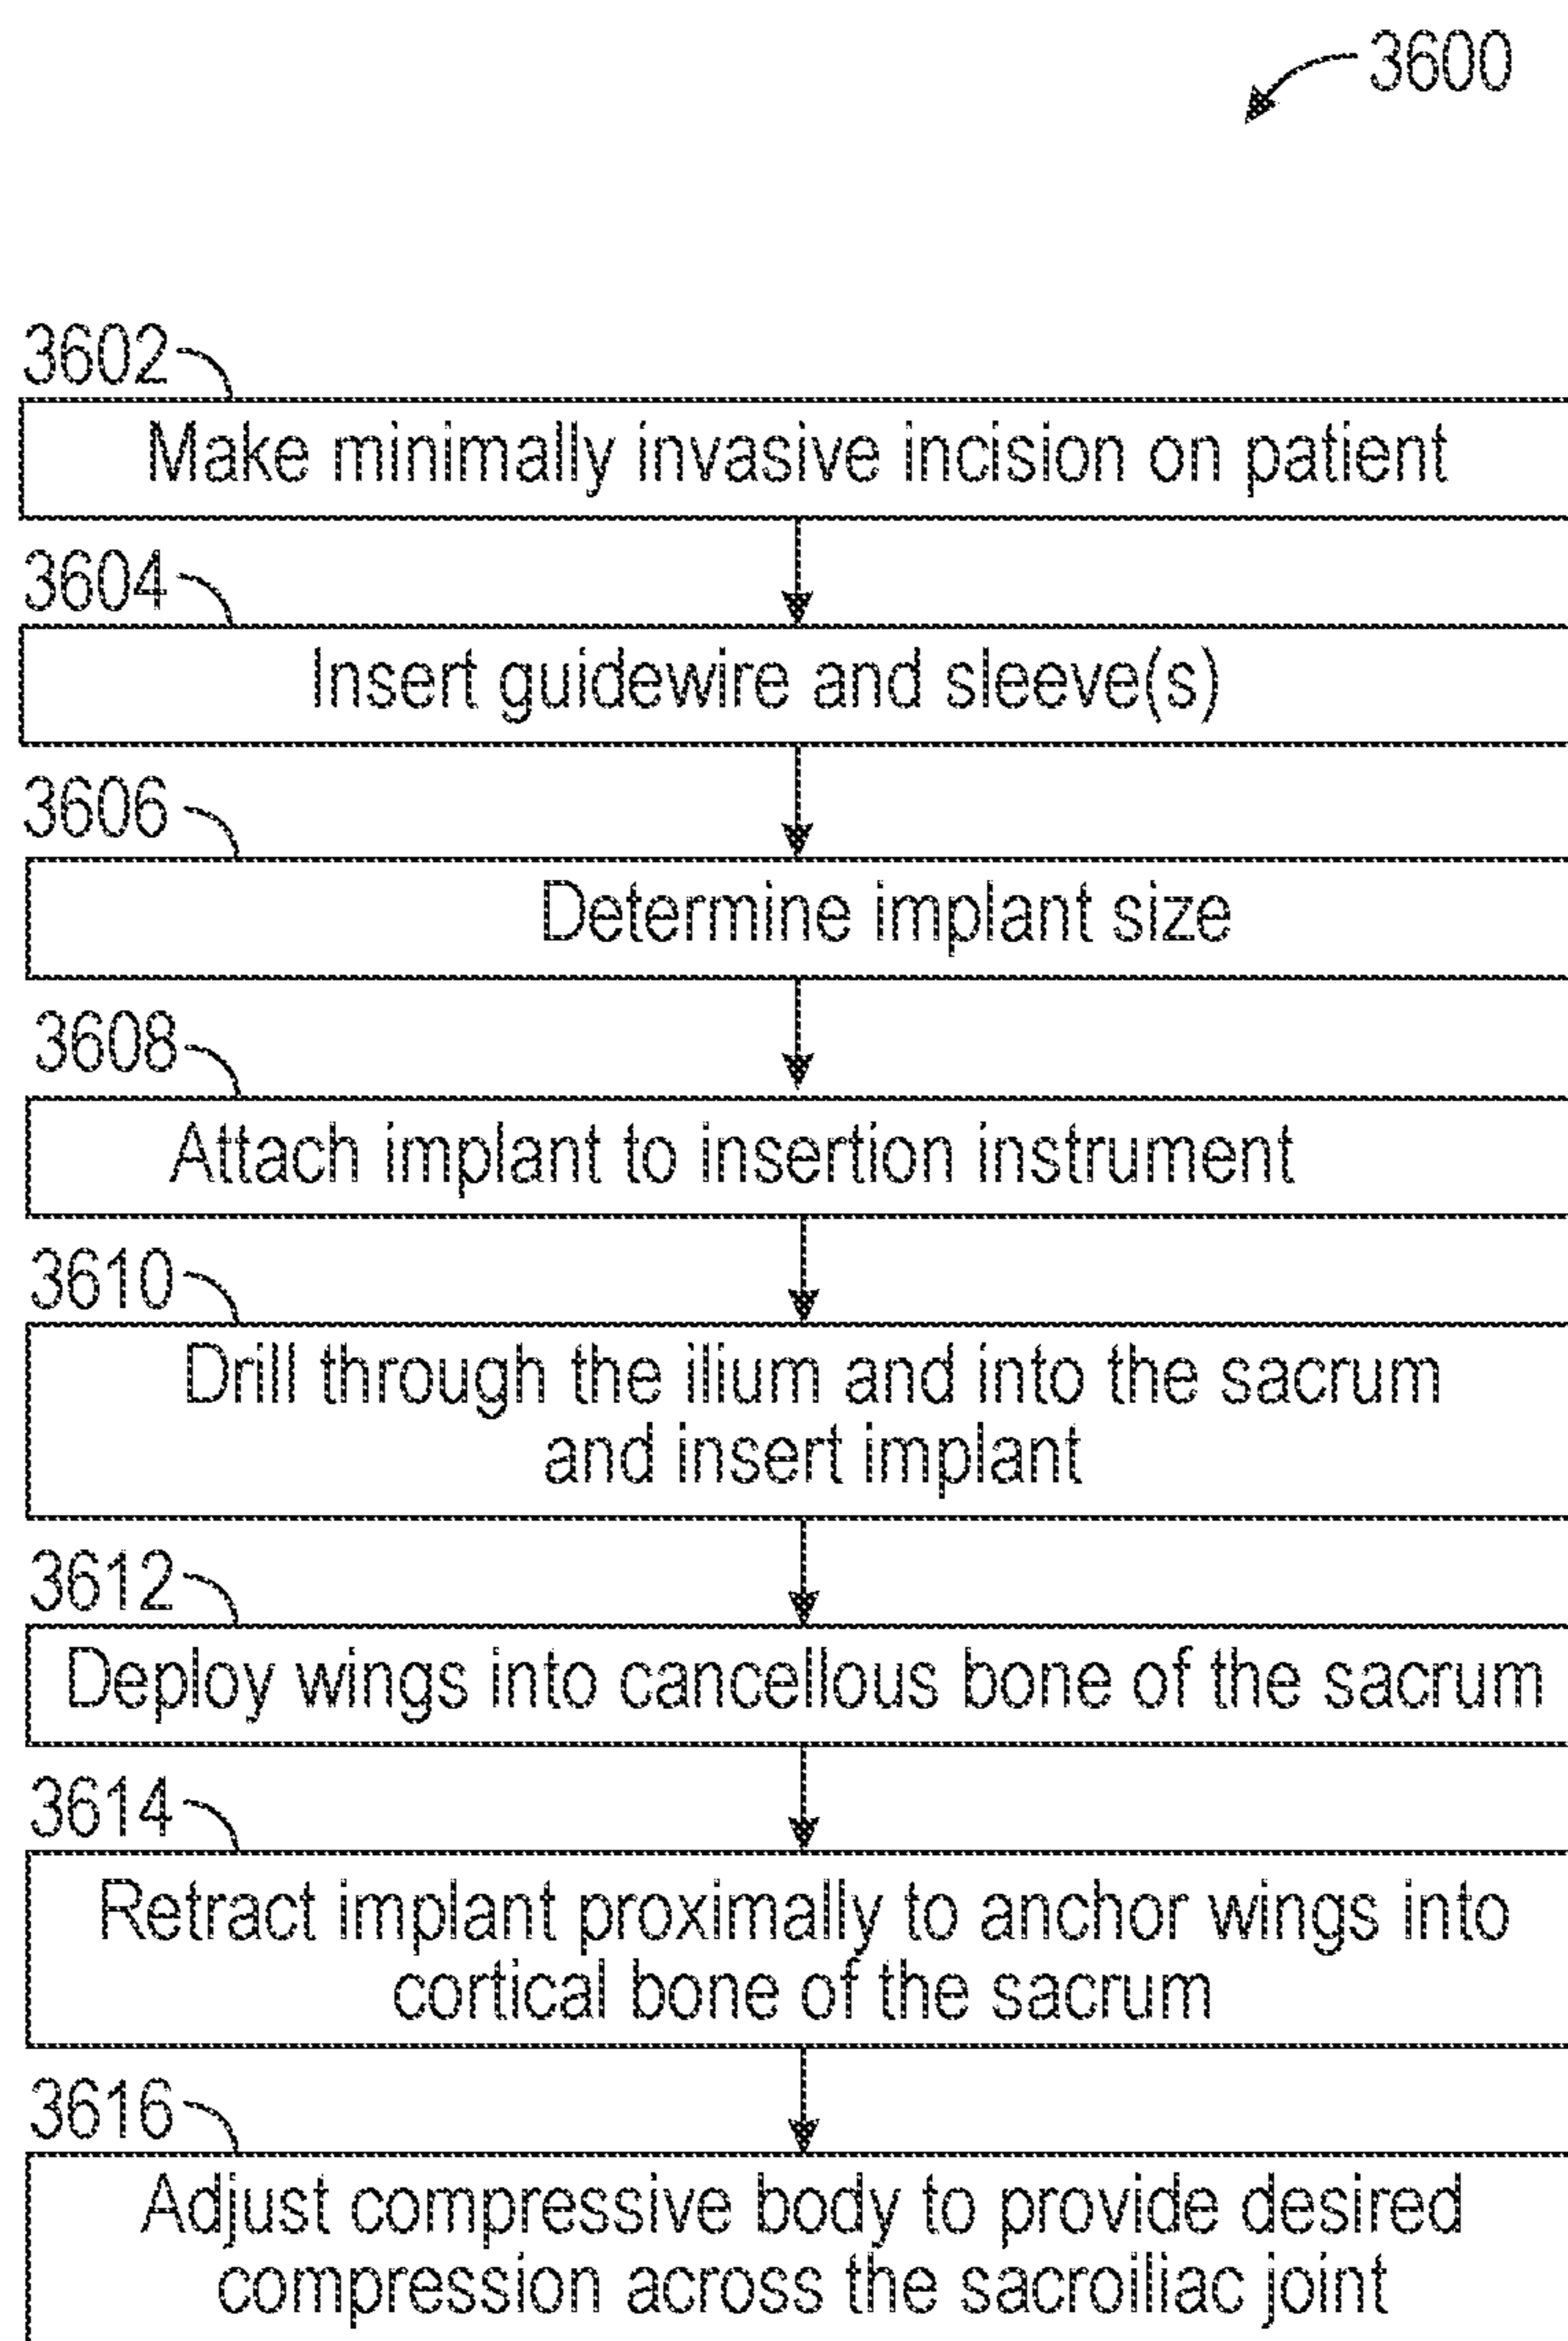 3600
3602
Make minimally invasive incision on patient
3604
Insert guidewire and sleeve(s)
3606
Determine implant size
3608
Attach implant to insertion instrument
3610
Drill through the ilium and into the sacrum
and insert implant
3612
Deploy wings into cancellous bone of the sacrum
3614
Retract implant proximally to anchor wings into
cortical bone of the sacrum
3616
Adjust compressive body to provide desired
compression across the sacroiliac joint